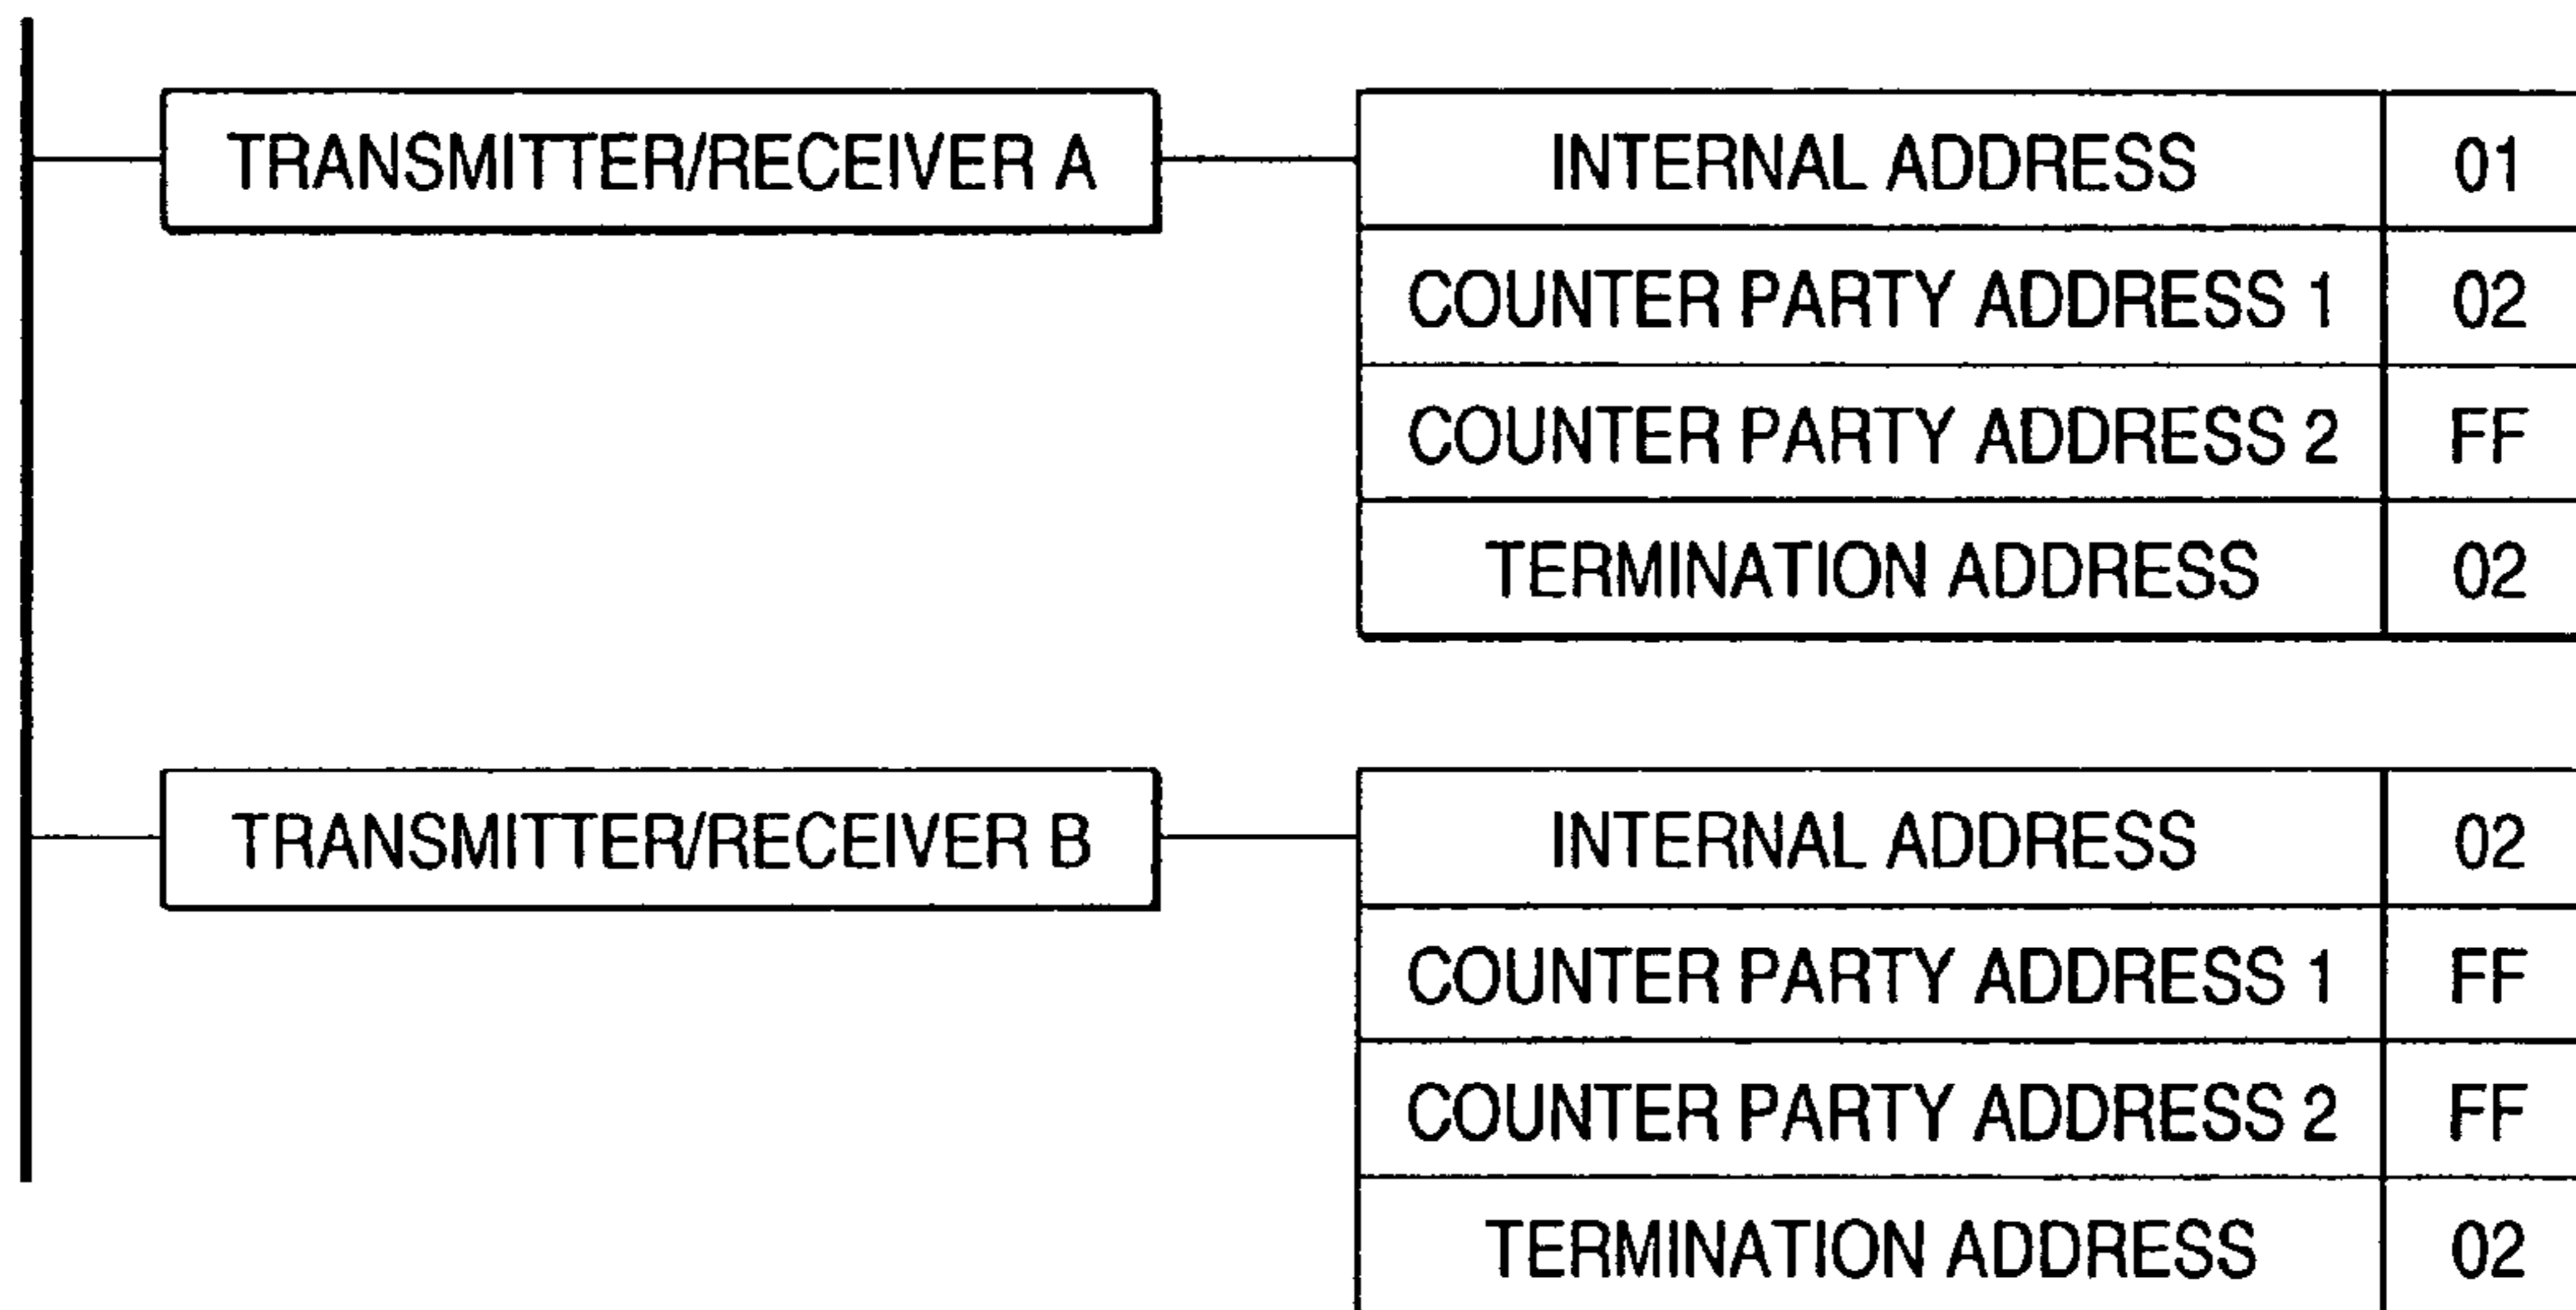 TRANSMITTER/RECEIVER A
INTERNAL ADDRESS 01
COUNTER PARTY ADDRESS 1 02
COUNTER PARTY ADDRESS 2 FF
TERMINATION ADDRESS 02
TRANSMITTER/RECEIVER B
INTERNAL ADDRESS 02
COUNTER PARTY ADDRESS 1 FF
COUNTER PARTY ADDRESS 2 FF
TERMINATION ADDRESS 02